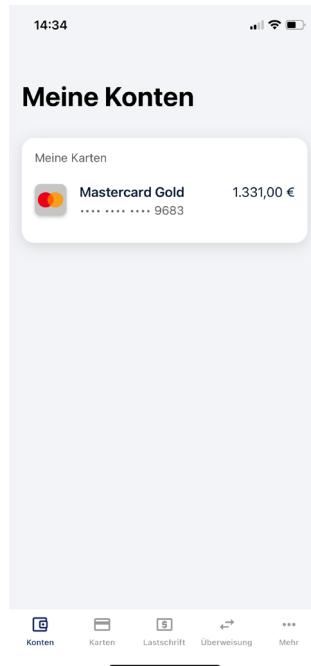 14:34
Meine Konten
Meine Karten
Mastercard Gold 1.331,00 €
•••• •••• •••• 9683
Konten Karten Lastschrift Überweisung Mehr